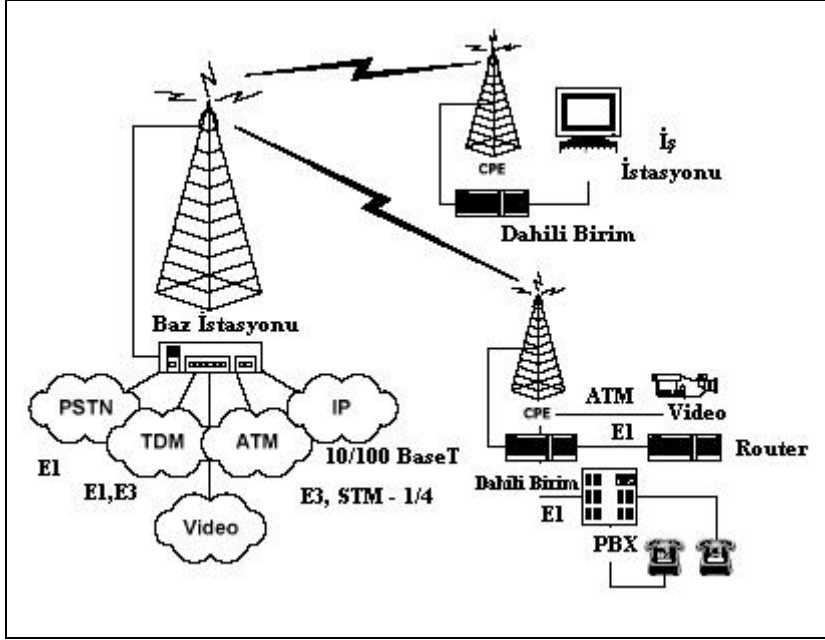 CPE
İş
İstasyonu
Dahili Birim
Baz İstasyonu
PSTN
TDM
ATM
IP
E1
E1,E3
10/100 BaseT
E3, STM - 1/4
Video
CPE
ATM
Video
E1
Router
Dahili Birim
E1
PBX